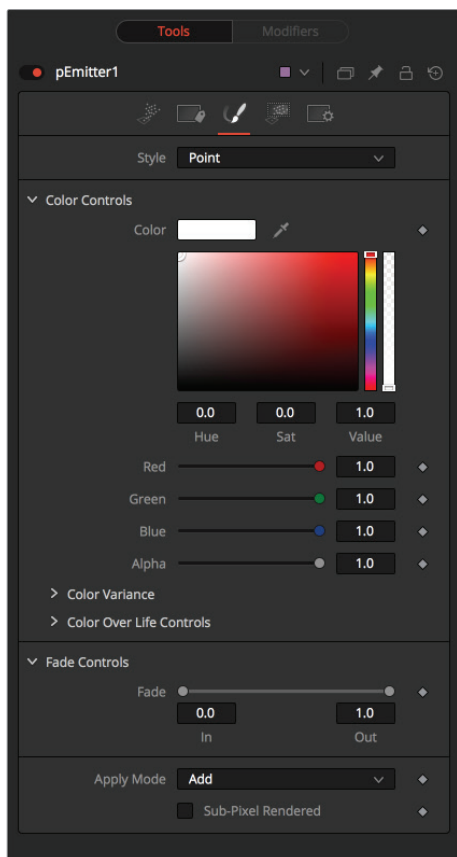 Tools Modifiers
pEmitter1
Style Point
Color Controls
Color
0.0 0.0 1.0
Hue Sat Value
Red 1.0
Green 1.0
Blue 1.0
Alpha 1.0
Color Variance
Color Over Life Controls
Fade Controls
Fade
0.0 1.0
In Out
Apply Mode Add
Sub-Pixel Rendered